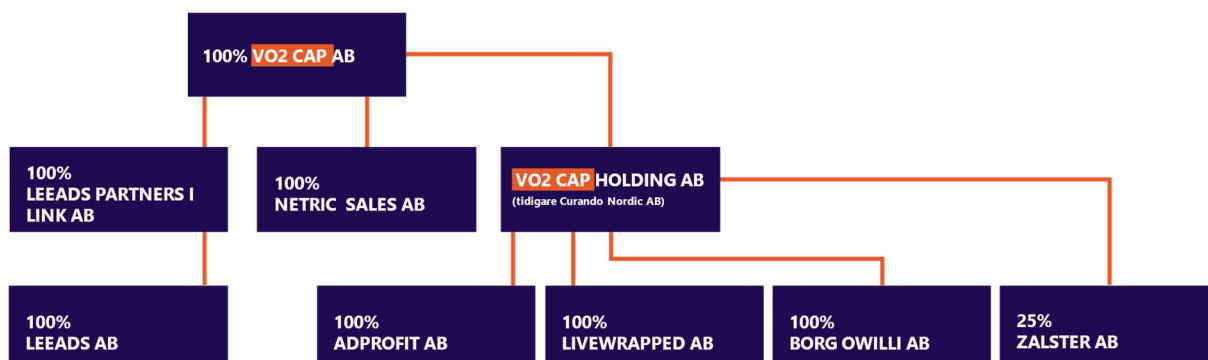 100% VO2 CAP AB
100%
LEEADS PARTNERS I
LINK AB
100%
NETRIC SALES AB
VO2 CAP HOLDING AB
(tidigare Curando Nordic AB)
100%
LEEADS AB
100%
ADPROFIT AB
100%
LIVEWRAPPED AB
100%
BORG OWILLI AB
25%
ZALSTER AB